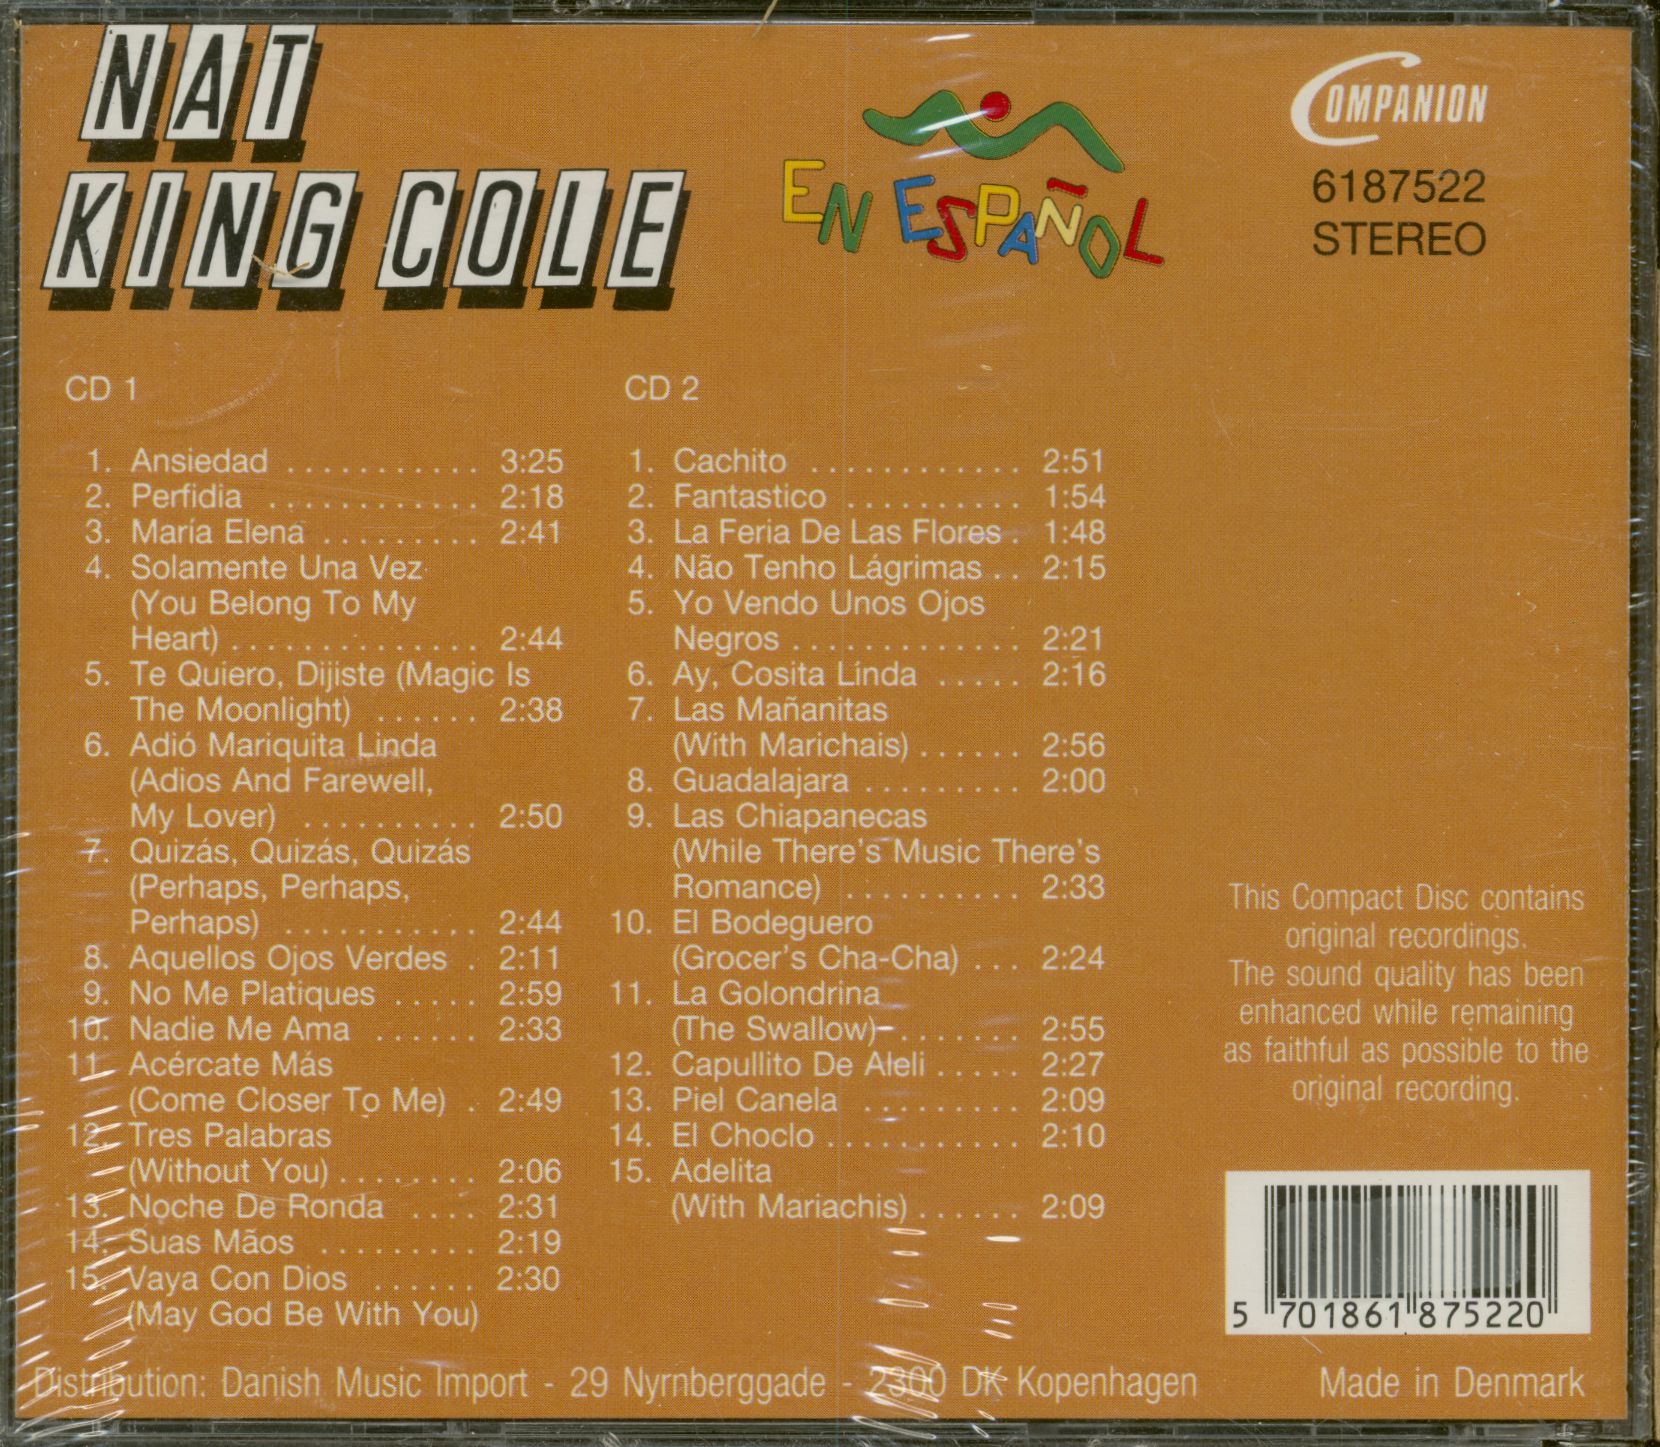 NAT
KING COLE
EN ESPAÑOL
COMPANION
6187522
STEREO
CD 1
1. Ansiedad ........... 3:25
2. Perfidia ............ 2:18
3. María Elená ......... 2:41
4. Solamente Una Vez
(You Belong To My
Heart) ............... 2:44
5. Te Quiero, Dijiste (Magic Is
The Moonlight) ...... 2:38
6. Adió Mariquita Linda
(Adios And Farewell,
My Lover) .......... 2:50
7. Quizás, Quizás, Quizás
(Perhaps, Perhaps,
Perhaps) ........... 2:44
8. Aquellos Ojos Verdes . 2:11
9. No Me Platiques ..... 2:59
10. Nadie Me Ama ...... 2:33
11. Acércate Más
(Come Closer To Me) . 2:49
12. Tres Palabras
(Without You) ........ 2:06
13. Noche De Ronda .... 2:31
14. Suas Mãos ......... 2:19
15. Vaya Con Dios ...... 2:30
(May God Be With You)
CD 2
1. Cachito ............ 2:51
2. Fantastico .......... 1:54
3. La Feria De Las Flores . 1:48
4. Não Tenho Lágrimas .. 2:15
5. Yo Vendo Unos Ojos
Negros ............. 2:21
6. Ay, Cosita Línda ..... 2:16
7. Las Mañanitas
(With Marichais) ...... 2:56
8. Guadalajara ......... 2:00
9. Las Chiapanecas
(While There's Music There's
Romance) .......... 2:33
10. El Bodeguero
(Grocer's Cha-Cha) ... 2:24
11. La Golondrina
(The Swallow) ....... 2:55
12. Capullito De Aleli ..... 2:27
13. Piel Canela ......... 2:09
14. El Choclo ........... 2:10
15. Adelita
(With Mariachis) ...... 2:09
This Compact Disc contains
original recordings.
The sound quality has been
enhanced while remaining
as faithful as possible to the
original recording.
5 701861 875220
Distribution: Danish Music Import - 29 Nyrnberggade - 2300 DK Kopenhagen
Made in Denmark